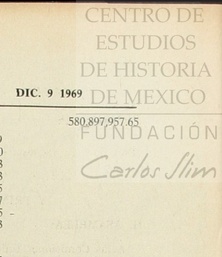 CENTRO DE
ESTUDIOS
DE HISTORIA
DE MEXICO
DIC. 9 1969
580,897,957.65
FUNDACIÓN
Carlos Slim